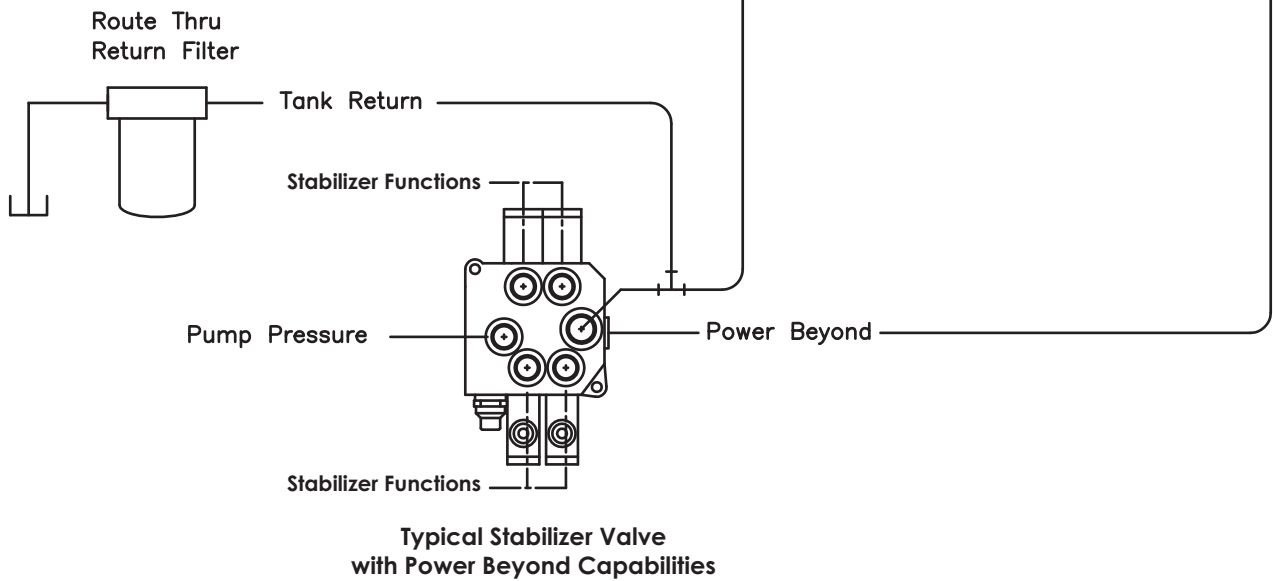 Route Thru
Return Filter
Tank Return
Stabilizer Functions
Pump Pressure
Power Beyond
Stabilizer Functions
Typical Stabilizer Valve
with Power Beyond Capabilities